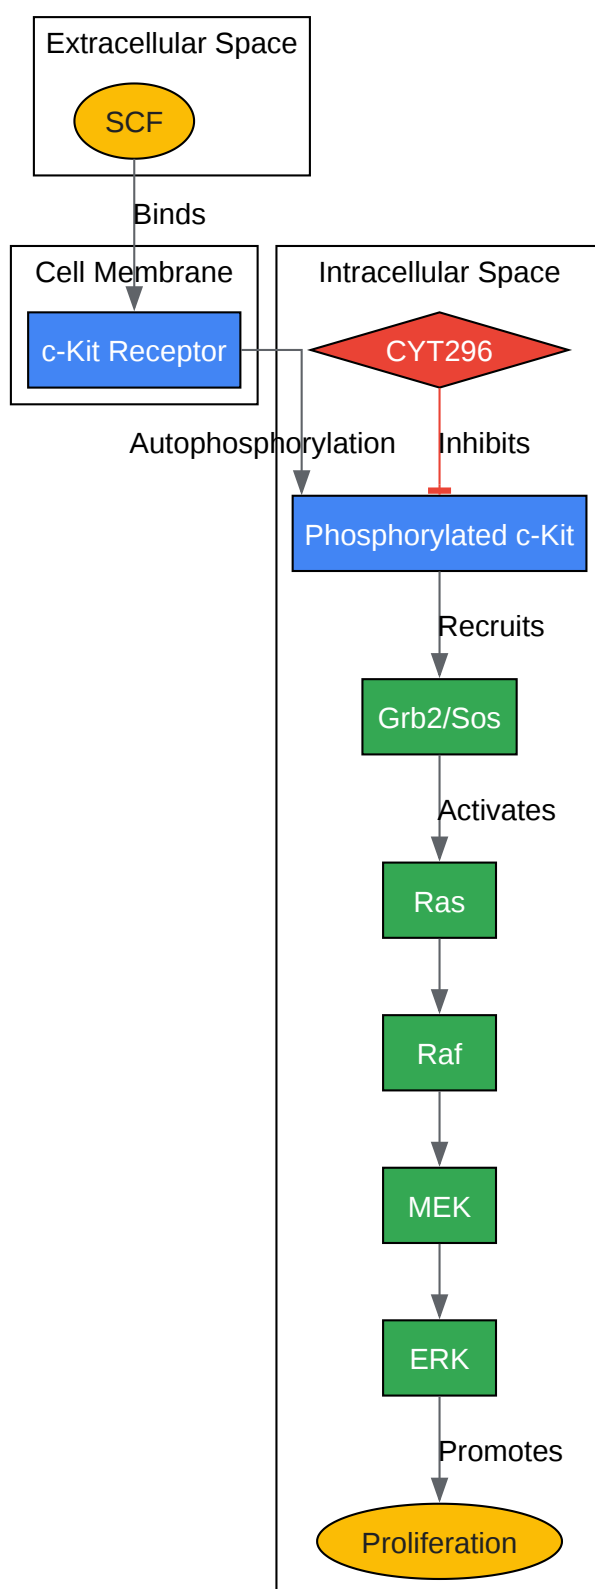 Extracellular Space
SCF
Binds
Cell Membrane
Intracellular Space
c-Kit Receptor
CYT296
Autophosphorylation
Inhibits
Phosphorylated c-Kit
Recruits
Grb2/Sos
Activates
Ras
Raf
MEK
ERK
Promotes
Proliferation